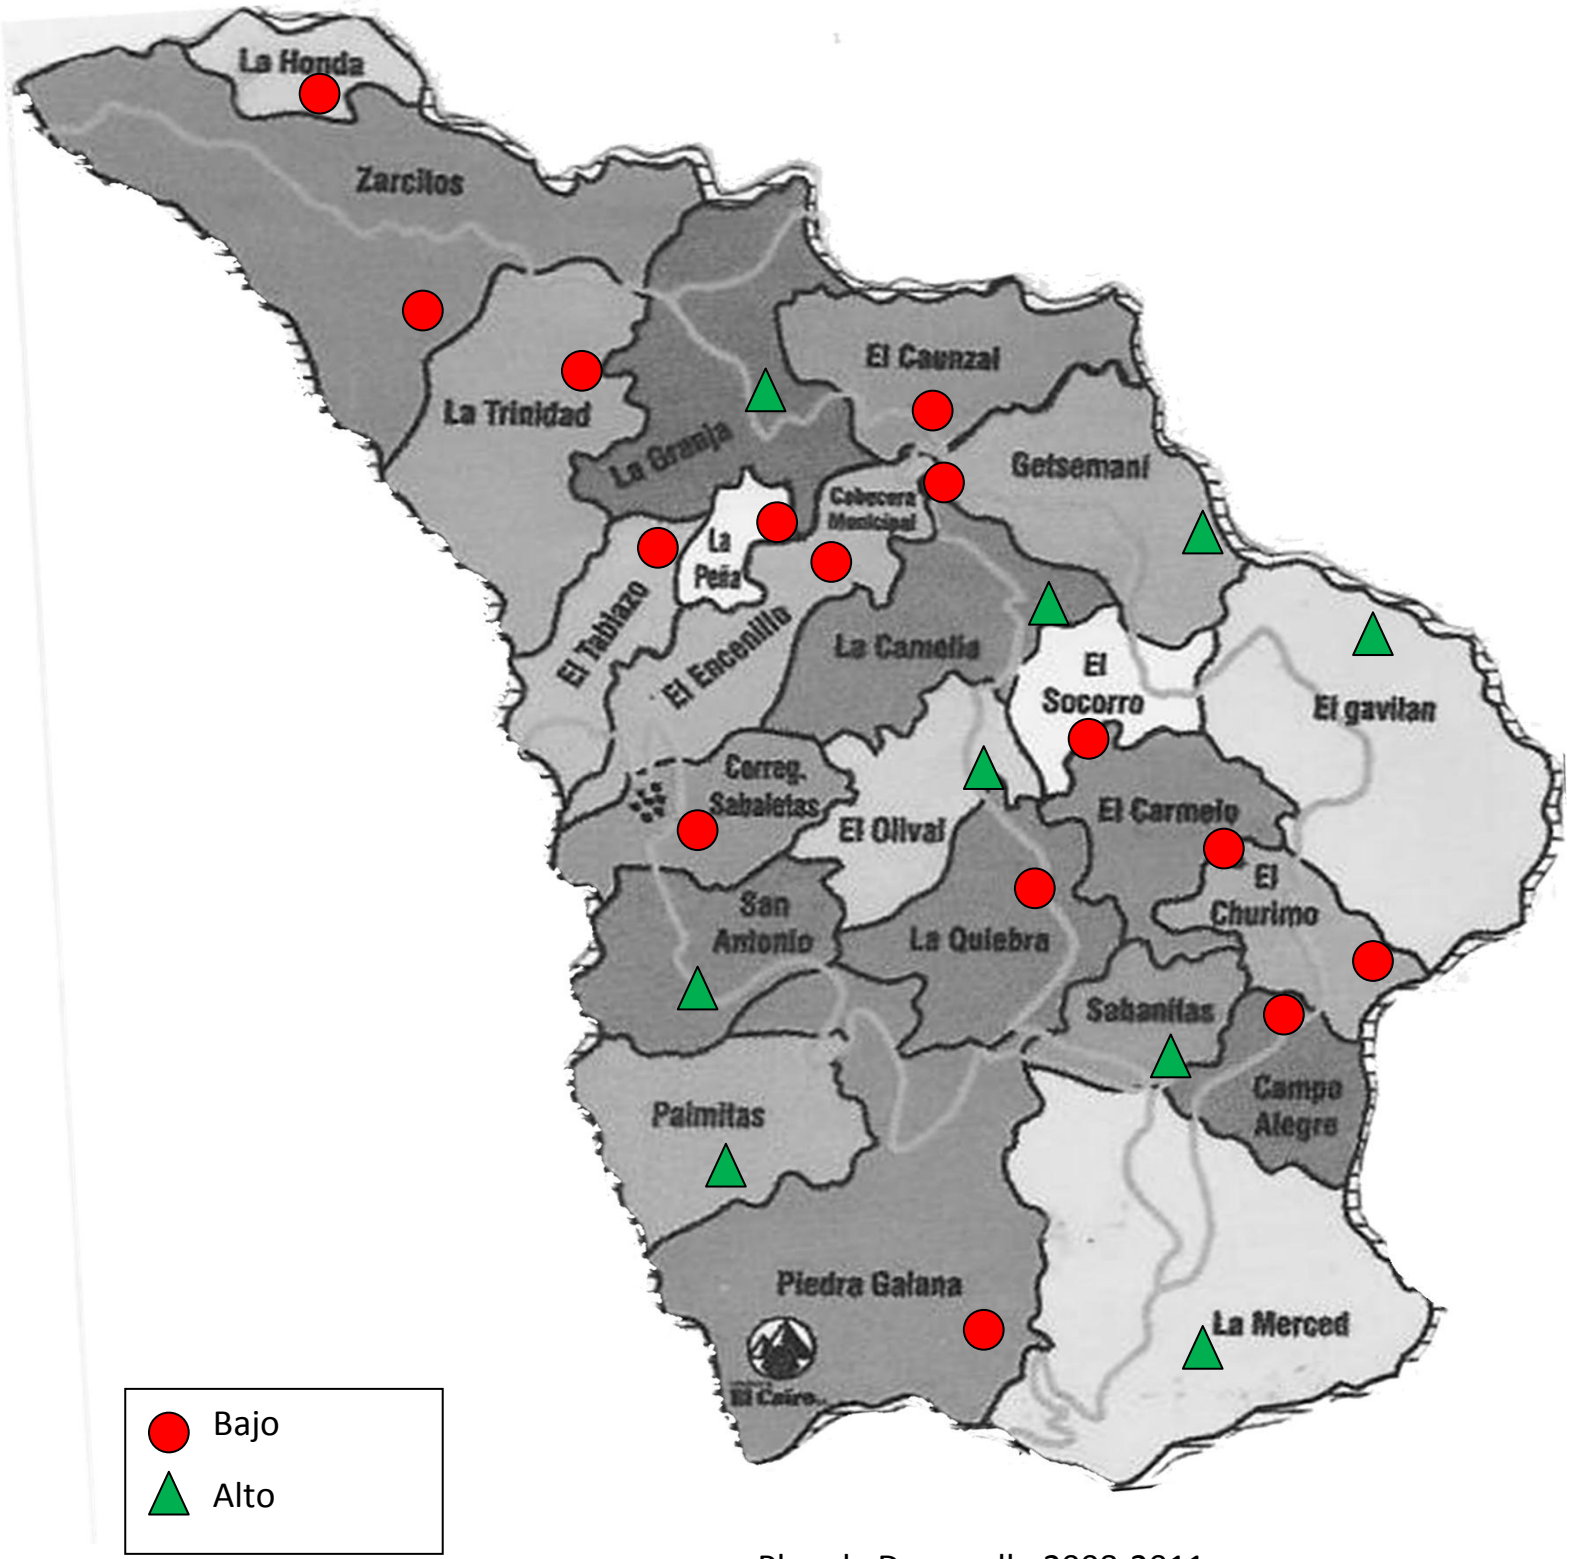 La Honda
Zarcitos
El Caunzal
La Trinidad
La Granja
Getsemaní
Cabecera
Municipal
La
Peña
El Tablazo
El Encenillo
La Camelia
El
Socorro
El gavilan
Correg.
Sabaletas
El Olival
El Carmelo
El
Churimo
San
Antonio
La Quiebra
Sabanitas
Campo
Alegre
Palmitas
Piedra Galana
La Merced
El Cairo
Bajo
Alto